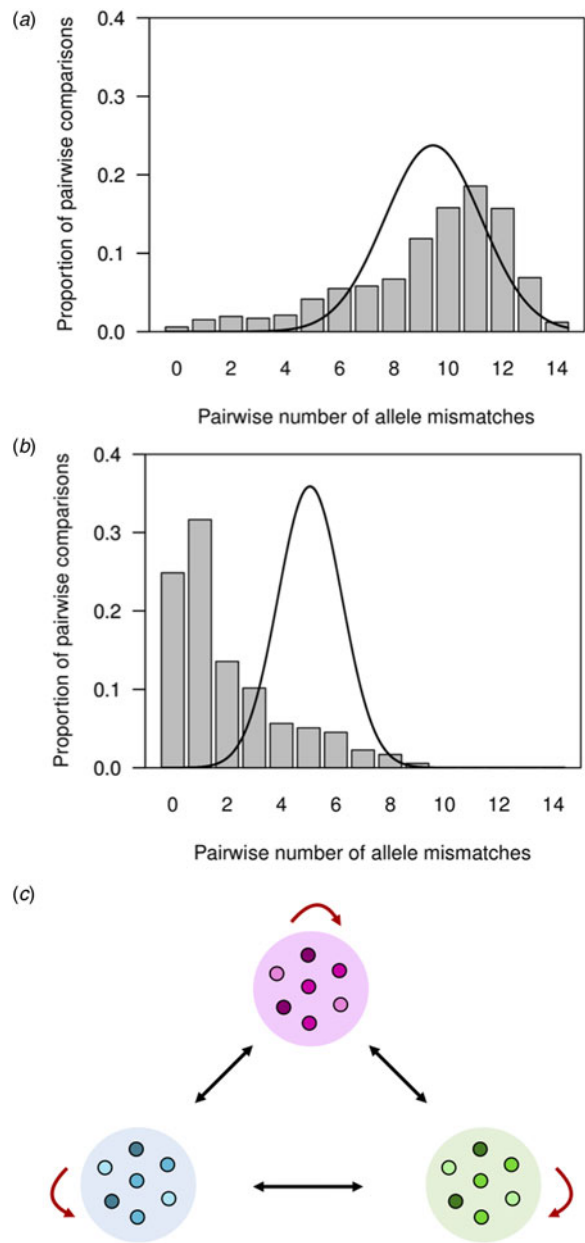 (a)
Proportion of pairwise comparisons
0.4
0.3
0.2
0.1
0.0
0 2 4 6 8 10 12 14
Pairwise number of allele mismatches
(b)
Proportion of pairwise comparisons
0.4
0.3
0.2
0.1
0.0
0 2 4 6 8 10 12 14
Pairwise number of allele mismatches
(c)